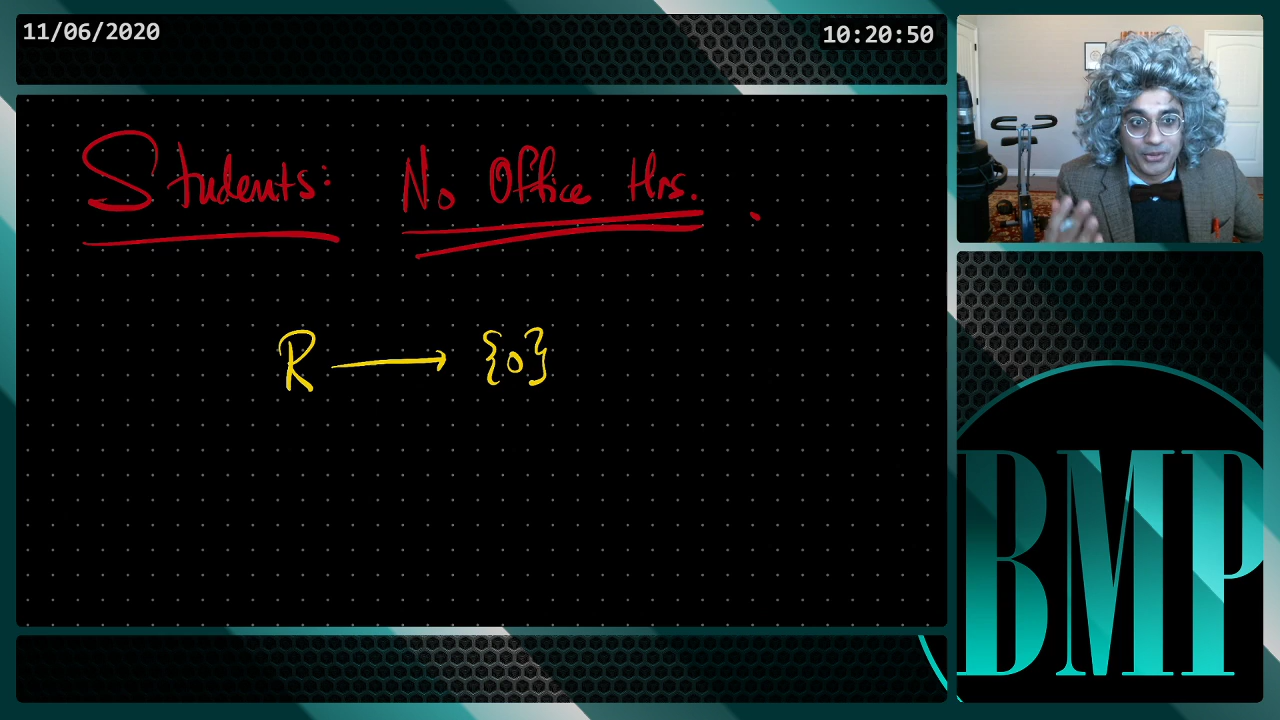 11/06/2020
10:20:50
Students: No Office Hrs.
R → {0}
BMP